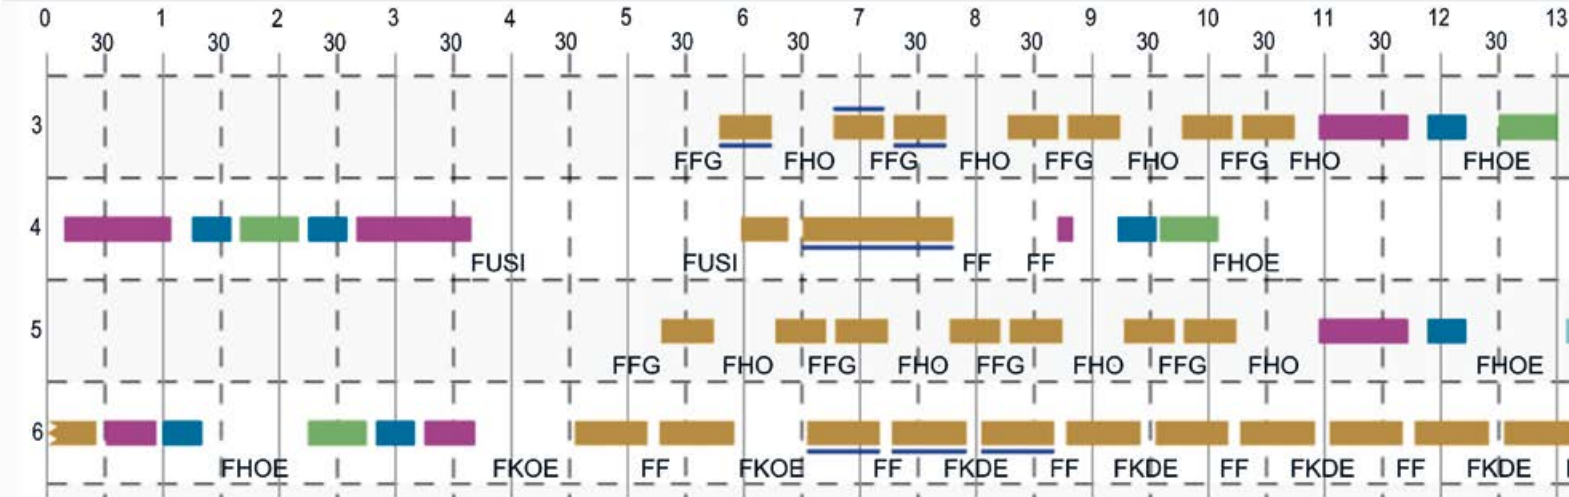 0 1 2 3 4 5 6 7 8 9 10 11 12 13
30 30 30 30 30 30 30 30 30 30 30 30 30
3
FFG FHO FFG FHO FFG FHO FFG FHO FHOE
4
FUSI FUSI FF FF FHOE
5
FFG FHO FFG FHO FFG FHO FFG FHO FHOE
6
FHOE FKOE FF FKOE FF FKDE FF FKDE FF FKDE FF FKDE